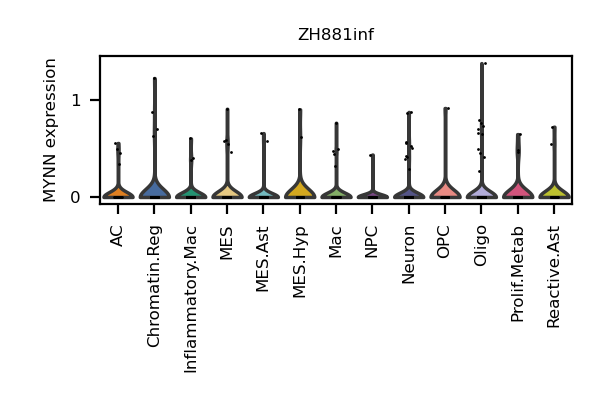 ZH881inf
MYNN expression
1
0
AC
Chromatin.Reg
Inflammatory.Mac
MES
MES.Ast
MES.Hyp
Mac
NPC
Neuron
OPC
Oligo
Prolif.Metab
Reactive.Ast